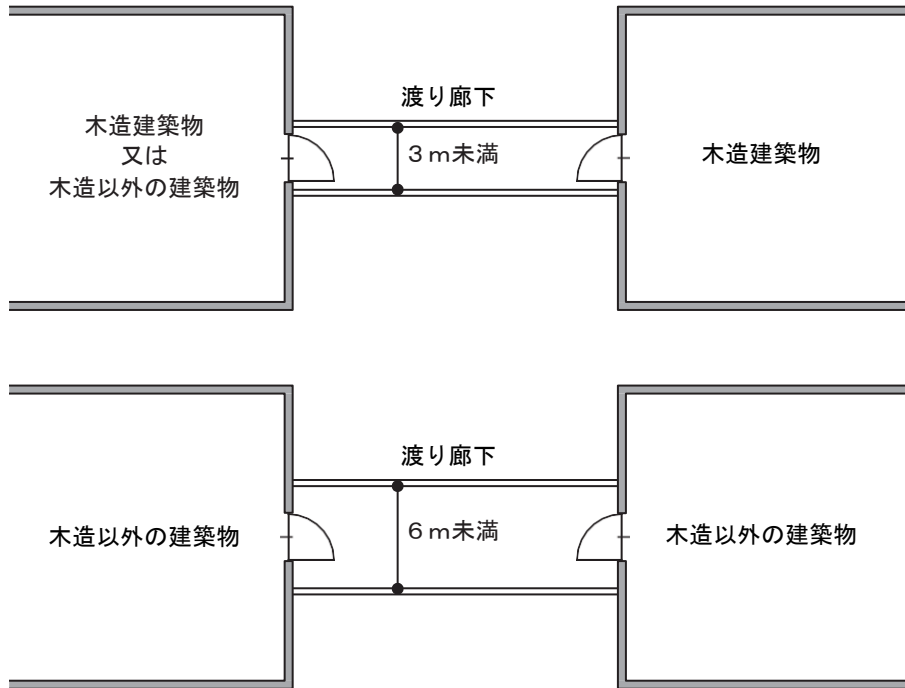 渡り廊下
木造建築物
又は
木造以外の建築物
３ｍ未満
木造建築物
渡り廊下
木造以外の建築物
６ｍ未満
木造以外の建築物